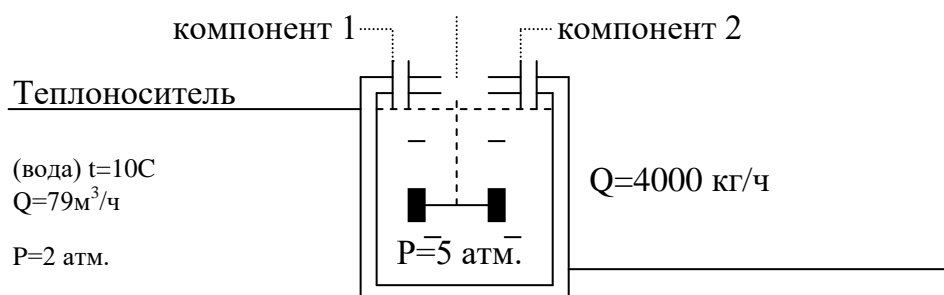 компонент 1
компонент 2
Теплоноситель
(вода) t=10C
Q=79м³/ч
P=2 атм.
Q=4000 кг/ч
P=5 атм.